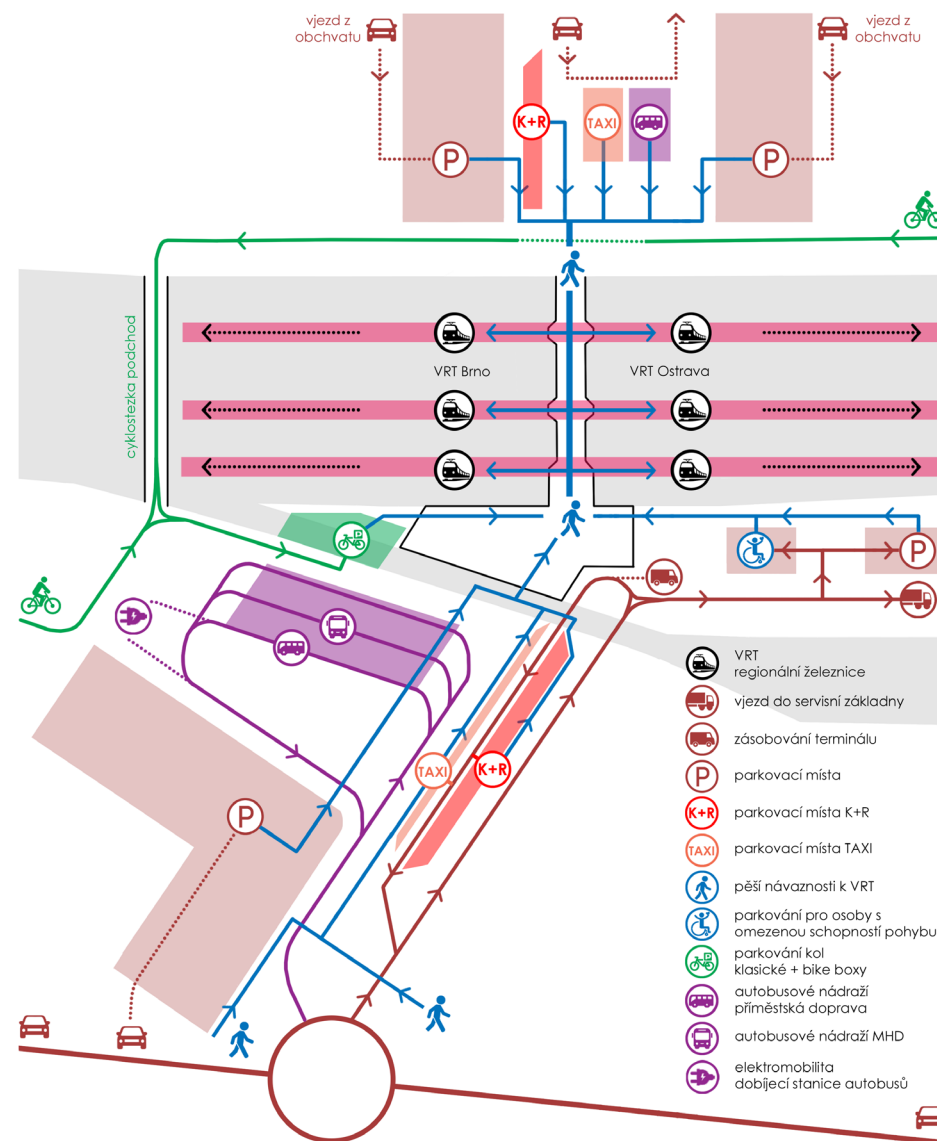 vjezd z
obchvatu
vjezd z
obchvatu
K+R
TAXI
P
P
cyklostezka podchod
VRT Brno
VRT Ostrava
P
P
TAXI
K+R
P
VRT
regionální železnice
vjezd do servisní základny
zásobování terminálu
P
parkovací místa
K+R
parkovací místa K+R
TAXI
parkovací místa TAXI
pěší návaznosti k VRT
parkování pro osoby s
omezenou schopností pohybu
P
parkování kol
klasické + bike boxy
autobusové nádraží
příměstská doprava
autobusové nádraží MHD
elektromobilita
dobíjecí stanice autobusů